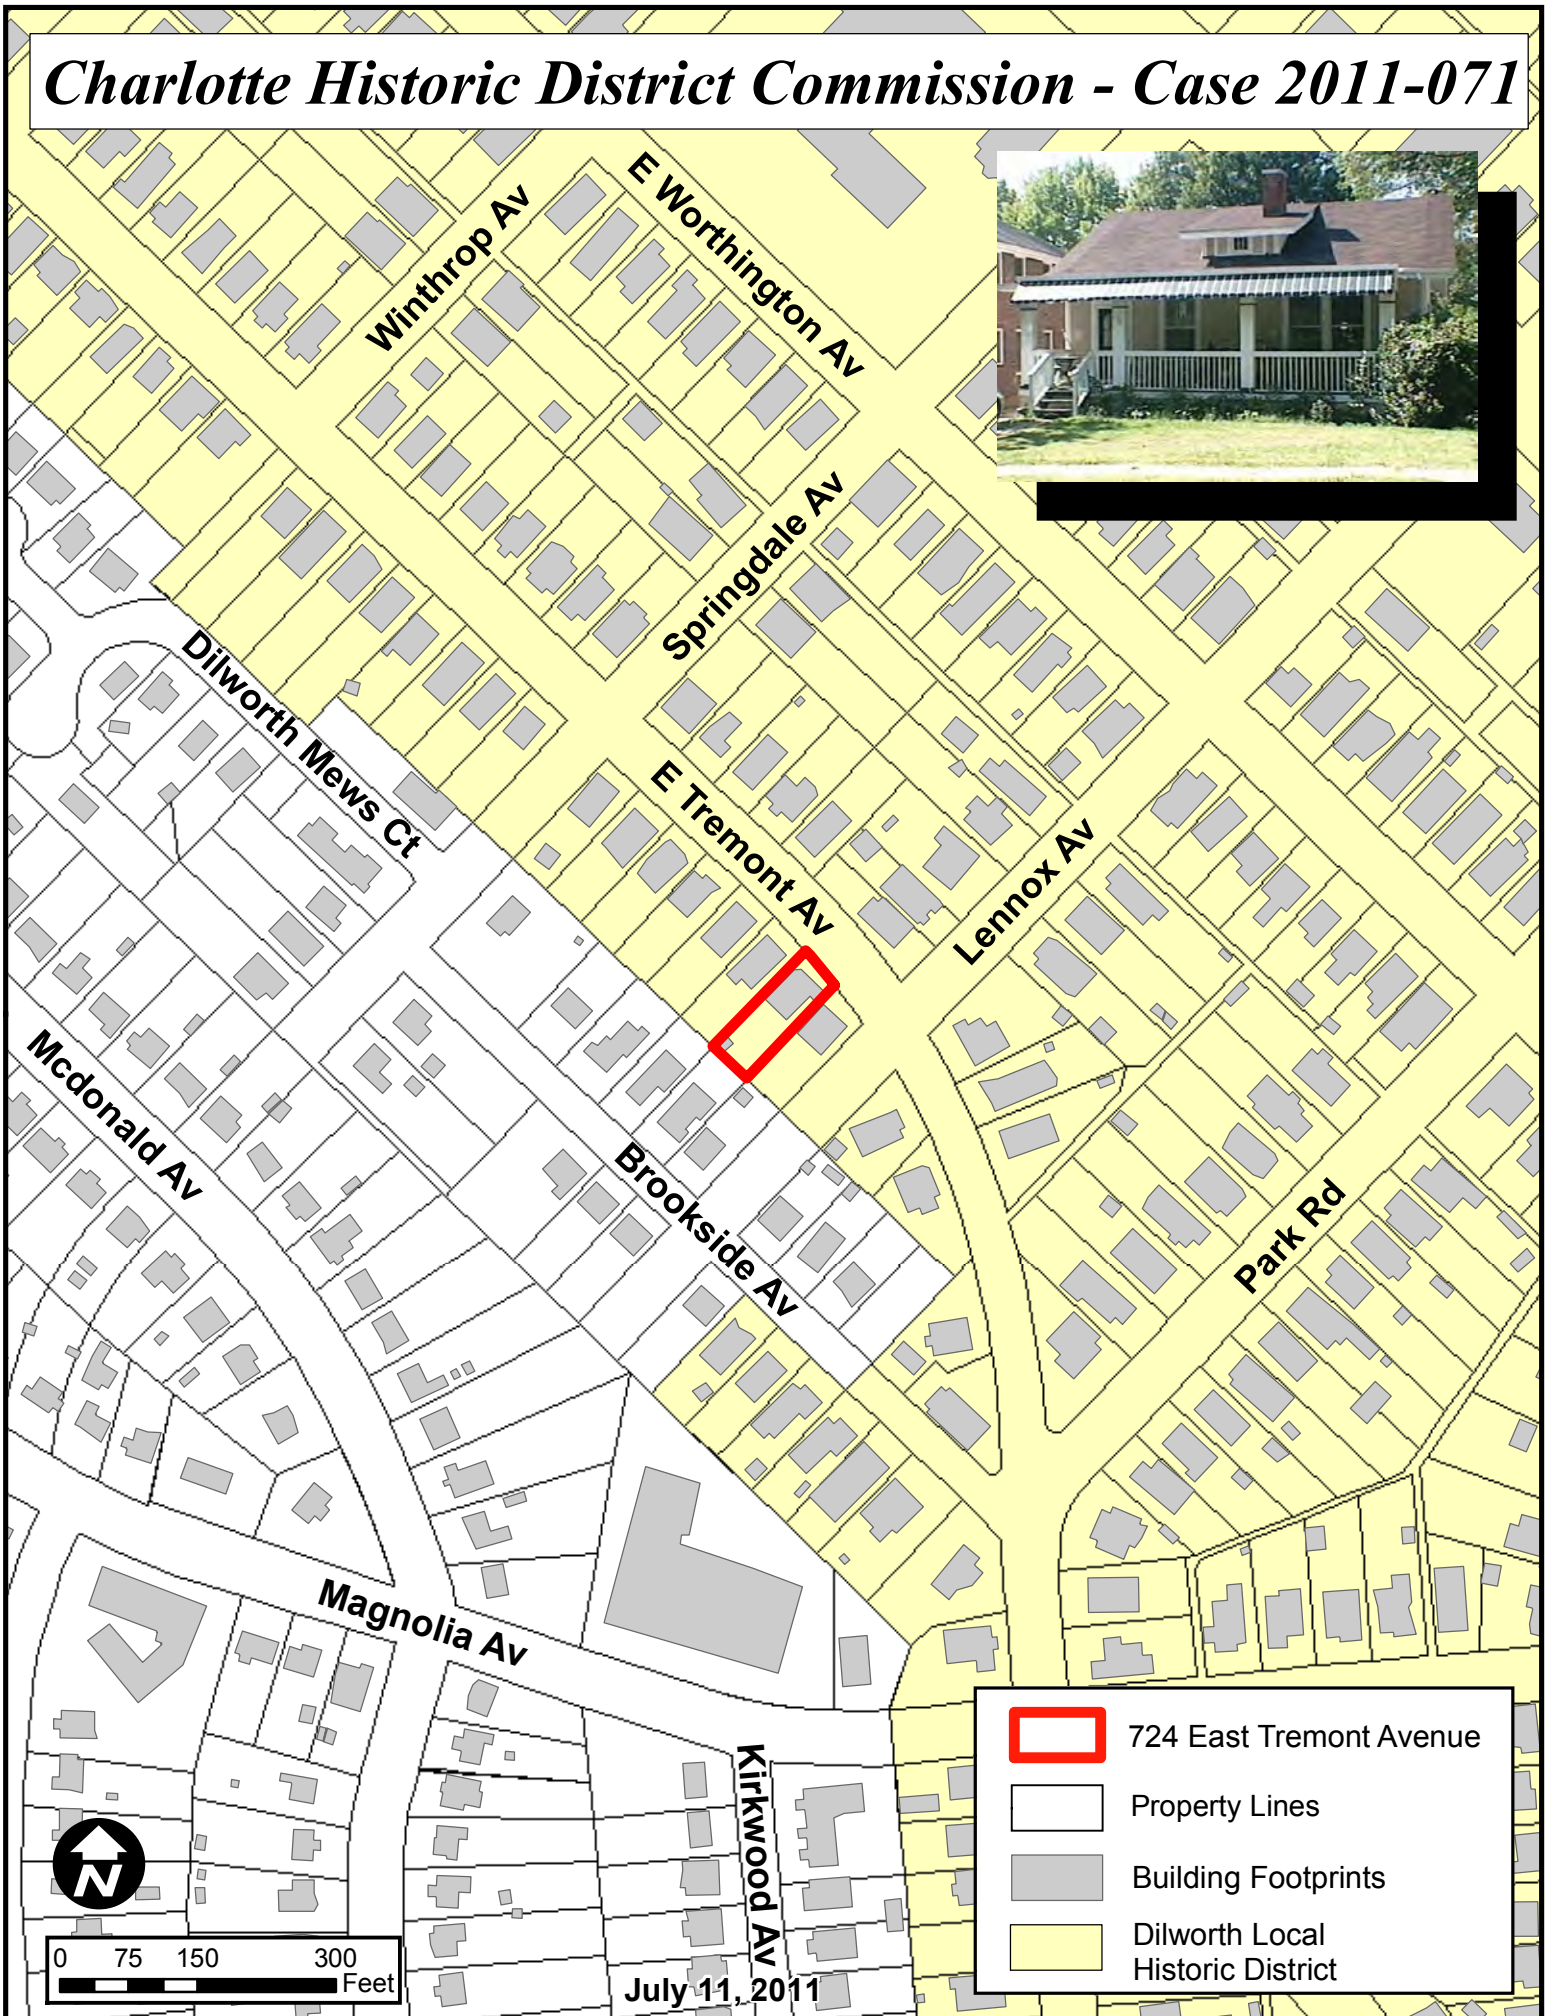 Charlotte Historic District Commission - Case 2011-071
E Worthington Av
Winthrop Av
Springdale Av
Dilworth Mews Ct
E Tremont Av
Lennox Av
Mcdonald Av
Brookside Av
Park Rd
Magnolia Av
Kirkwood Av
724 East Tremont Avenue
Property Lines
Building Footprints
Dilworth Local
Historic District
N
0 75 150 300
Feet
July 11, 2011